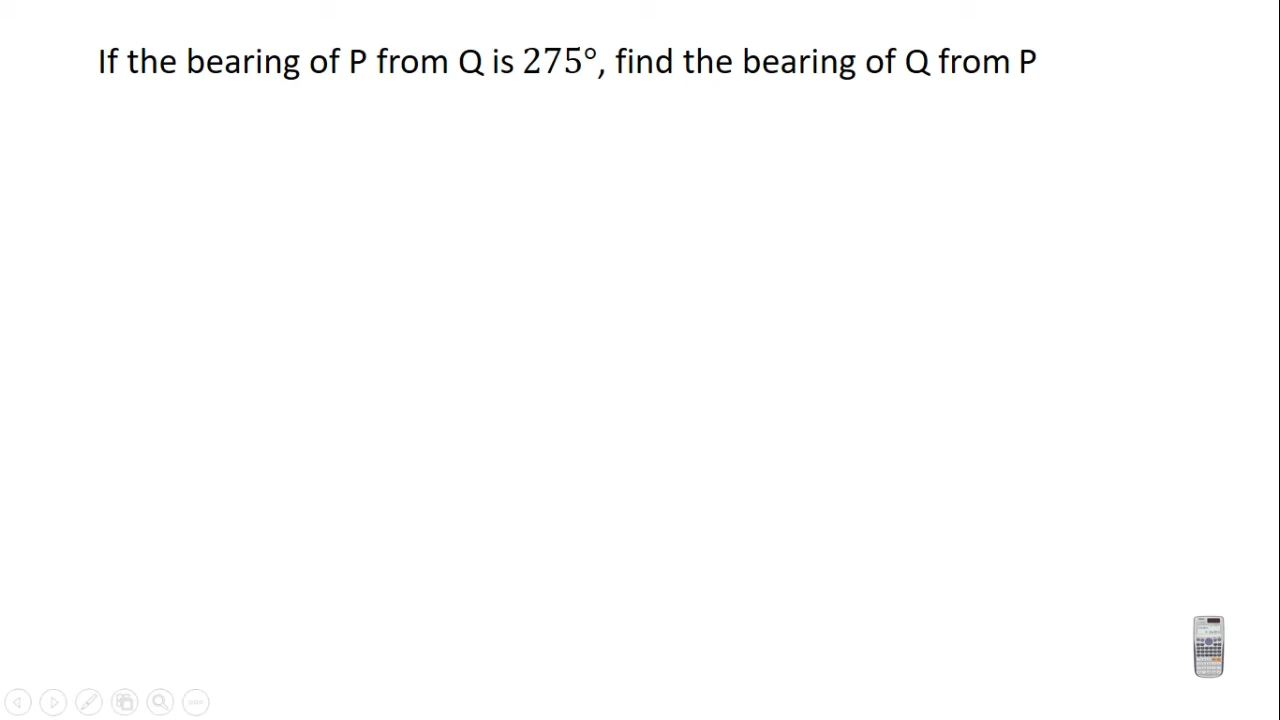 If the bearing of P from Q is 275°, find the bearing of Q from P